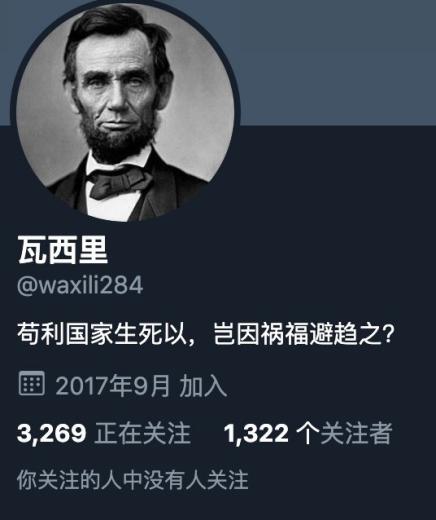 瓦西里
@waxili284
苟利国家生死以，岂因祸福避趋之？
2017年9月 加入
3,269 正在关注 1,322 个关注者
你关注的人中没有人关注